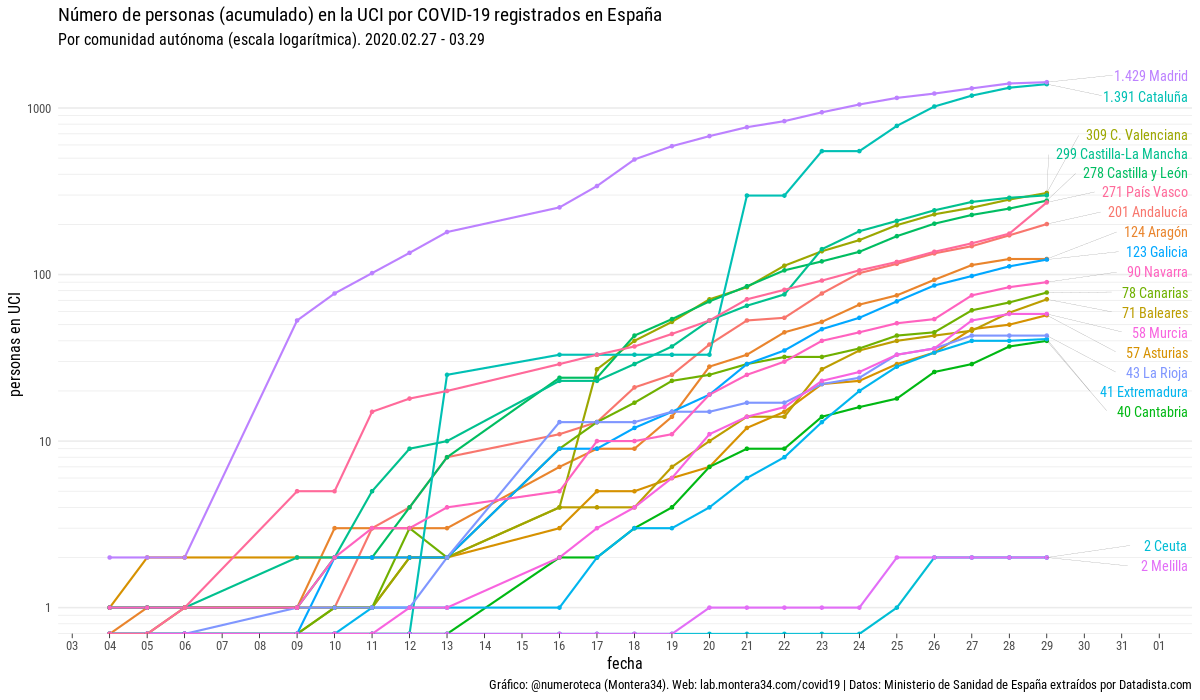 Número de personas (acumulado) en la UCI por COVID-19 registrados en España
Por comunidad autónoma (escala logarítmica). 2020.02.27 - 03.29
personas en UCI
1000
100
10
1
1.429 Madrid
1.391 Cataluña
309 C. Valenciana
299 Castilla-La Mancha
278 Castilla y León
271 País Vasco
201 Andalucía
124 Aragón
123 Galicia
90 Navarra
78 Canarias
71 Baleares
58 Murcia
57 Asturias
43 La Rioja
41 Extremadura
40 Cantabria
2 Ceuta
2 Melilla
03 04 05 06 07 08 09 10 11 12 13 14 15 16 17 18 19 20 21 22 23 24 25 26 27 28 29 30 31 01
fecha
Gráfico: @numeroteca (Montera34). Web: lab.montera34.com/covid19 | Datos: Ministerio de Sanidad de España extraídos por Datadista.com